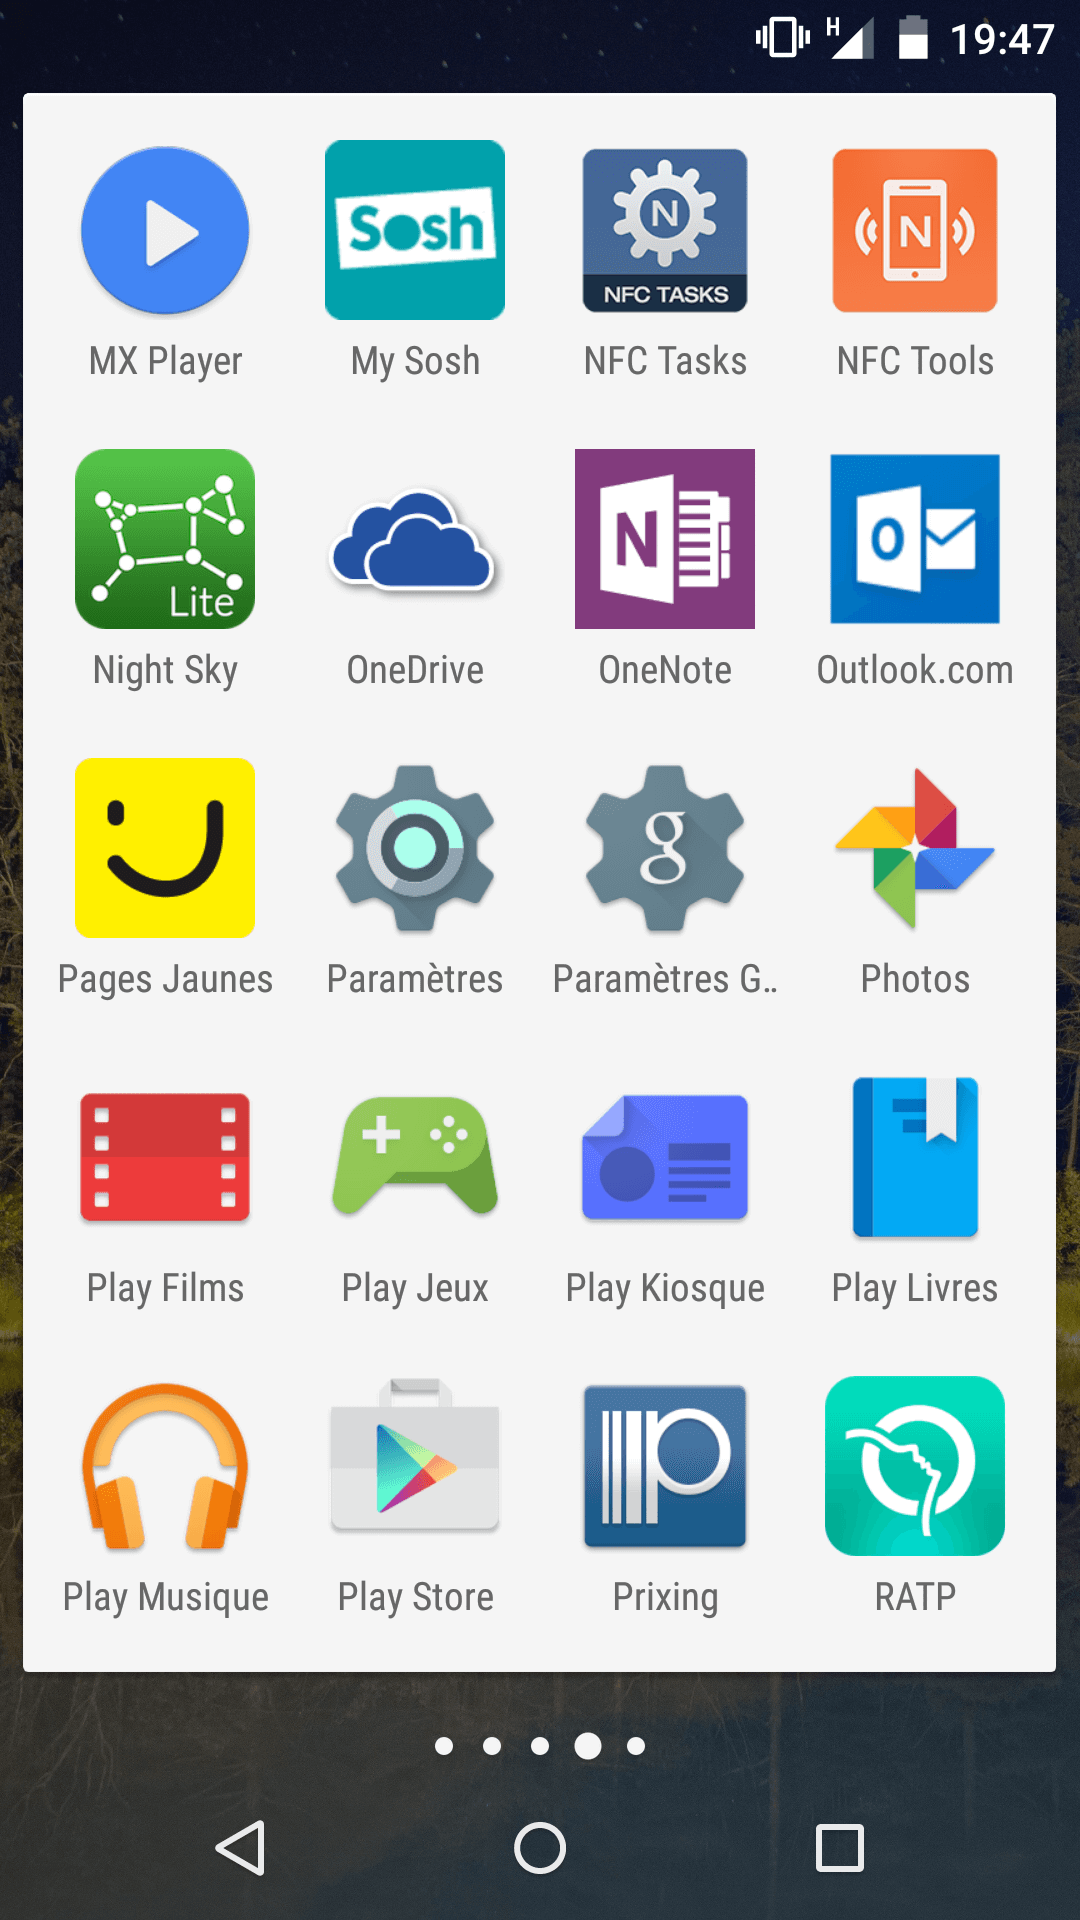 H 19:47
Sosh
N
NFC TASKS
N
MX Player
My Sosh
NFC Tasks
NFC Tools
Lite
N
O
Night Sky
OneDrive
OneNote
Outlook.com
g
Pages Jaunes
Paramètres
Paramètres G..
Photos
Play Films
Play Jeux
Play Kiosque
Play Livres
P
Play Musique
Play Store
Prixing
RATP